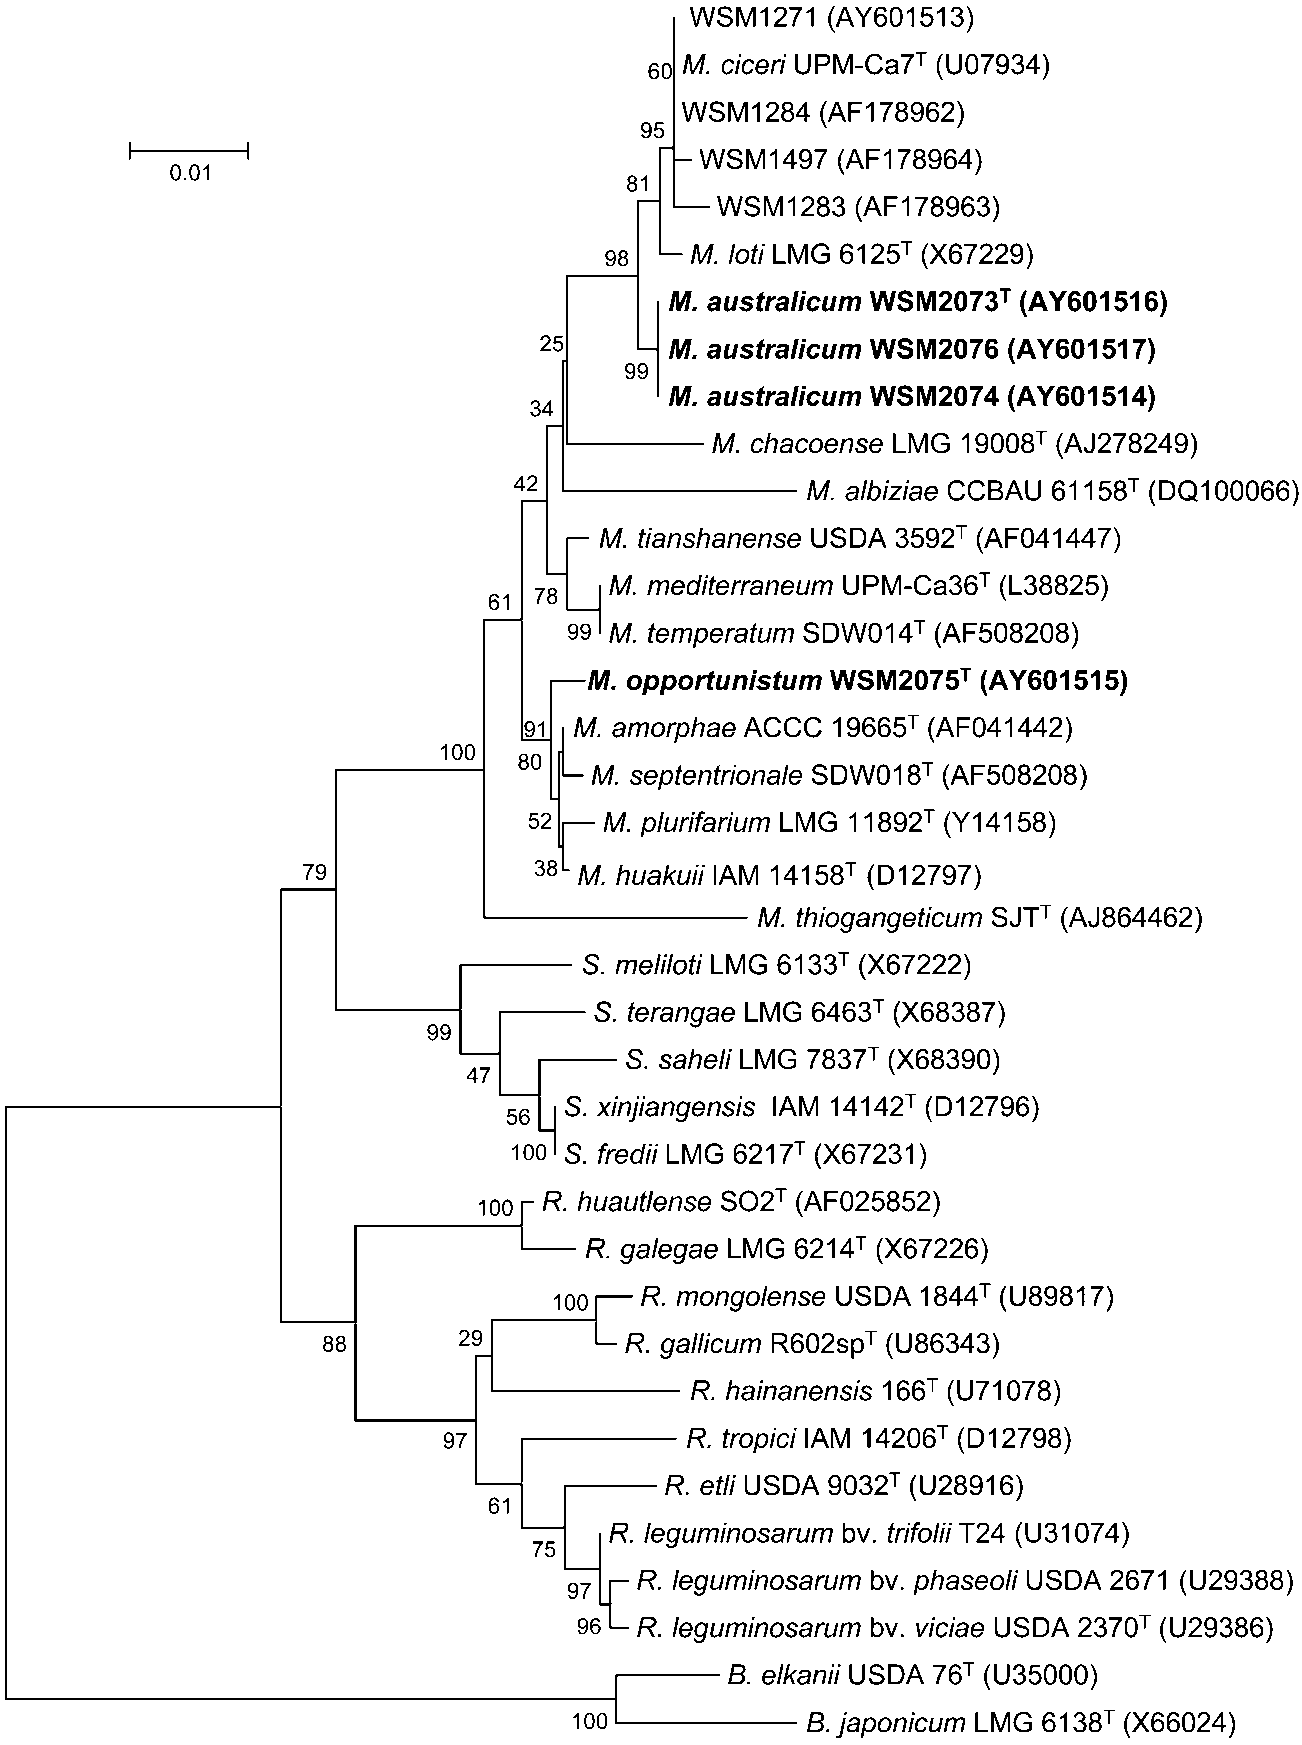 WSM1271 (AY601513)
60
M. ciceri UPM-Ca7ᵀ (U07934)
WSM1284 (AF178962)
95
0.01
WSM1497 (AF178964)
81
WSM1283 (AF178963)
98
M. loti LMG 6125ᵀ (X67229)
M. australicum WSM2073ᵀ (AY601516)
25
M. australicum WSM2076 (AY601517)
99
M. australicum WSM2074 (AY601514)
34
M. chacoense LMG 19008ᵀ (AJ278249)
42
M. albiziae CCBAU 61158ᵀ (DQ100066)
M. tianshanense USDA 3592ᵀ (AF041447)
M. mediterraneum UPM-Ca36ᵀ (L38825)
61
78
99
M. temperatum SDW014ᵀ (AF508208)
M. opportunistum WSM2075ᵀ (AY601515)
91
M. amorphae ACCC 19665ᵀ (AF041442)
100
80
M. septentrionale SDW018ᵀ (AF508208)
52
M. plurifarium LMG 11892ᵀ (Y14158)
79
38
M. huakuii IAM 14158ᵀ (D12797)
M. thiogangeticum SJTᵀ (AJ864462)
S. meliloti LMG 6133ᵀ (X67222)
S. terangae LMG 6463ᵀ (X68387)
99
S. saheli LMG 7837ᵀ (X68390)
47
S. xinjiangensis IAM 14142ᵀ (D12796)
56
100
S. fredii LMG 6217ᵀ (X67231)
100
R. huautlense SO2ᵀ (AF025852)
R. galegae LMG 6214ᵀ (X67226)
100
R. mongolense USDA 1844ᵀ (U89817)
88
29
R. gallicum R602spᵀ (U86343)
R. hainanensis 166ᵀ (U71078)
97
R. tropici IAM 14206ᵀ (D12798)
R. etli USDA 9032ᵀ (U28916)
61
R. leguminosarum bv. trifolii T24 (U31074)
75
R. leguminosarum bv. phaseoli USDA 2671 (U29388)
97
96
R. leguminosarum bv. viciae USDA 2370ᵀ (U29386)
B. elkanii USDA 76ᵀ (U35000)
100
B. japonicum LMG 6138ᵀ (X66024)